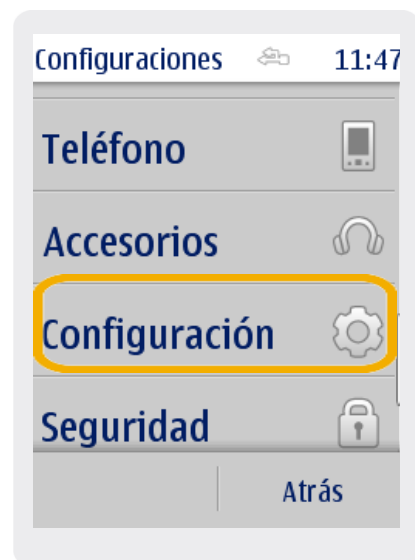 Configuraciones 11:47
Teléfono
Accesorios
Configuración
Seguridad
Atrás